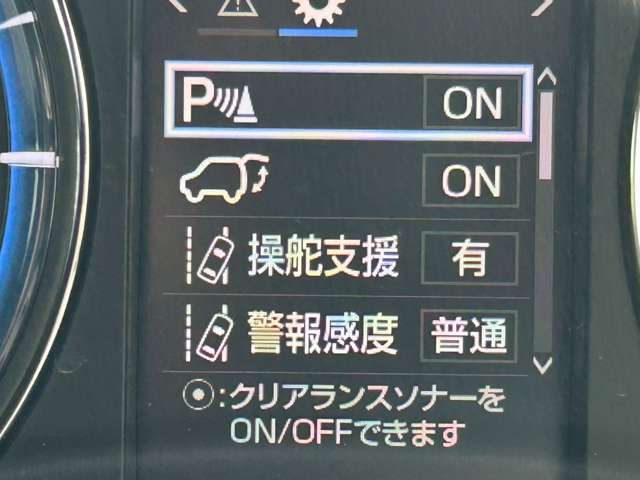 P ON
ON
操舵支援 有
警報感度 普通
⦿:クリアランスソナーを
ON/OFFできます